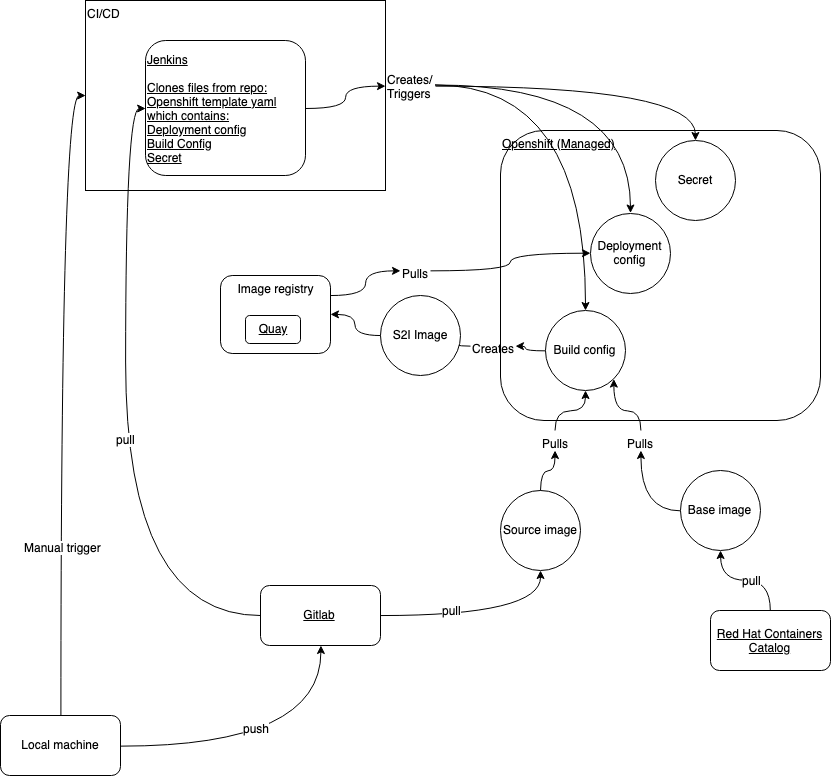 CI/CD
Jenkins
Clones files from repo:
Openshift template yaml
which contains:
Deployment config
Build Config
Secret
Creates/
Triggers
Openshift (Managed)
Secret
Deployment
config
Pulls
Image registry
Quay
S2I Image
Creates
Build config
pull
Pulls
Pulls
Source image
Base image
Manual trigger
pull
pull
Gitlab
Red Hat Containers
Catalog
push
Local machine